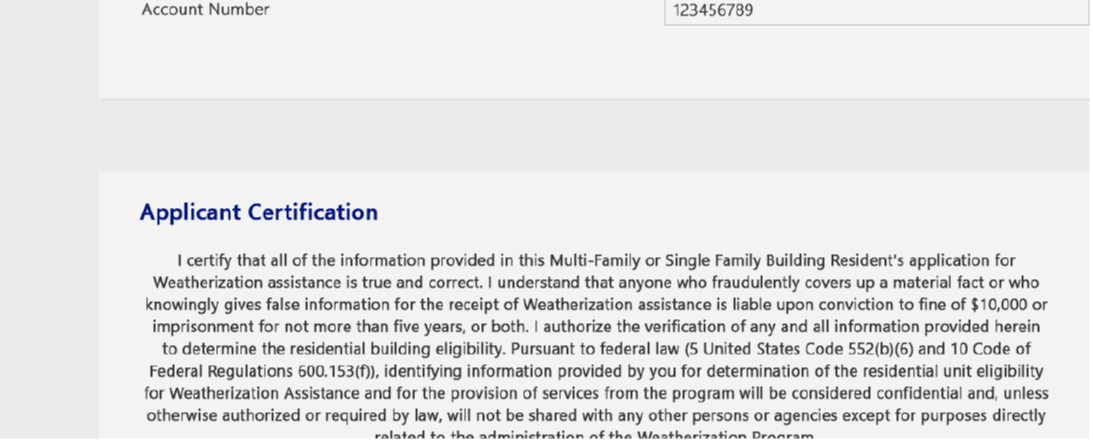 Account Number
123456789
Applicant Certification
I certify that all of the information provided in this Multi-Family or Single Family Building Resident's application for
Weatherization assistance is true and correct. I understand that anyone who fraudulently covers up a material fact or who
knowingly gives false information for the receipt of Weatherization assistance is liable upon conviction to fine of $10,000 or
imprisonment for not more than five years, or both. I authorize the verification of any and all information provided herein
to determine the residential building eligibility. Pursuant to federal law (5 United States Code 552(b)(6) and 10 Code of
Federal Regulations 600.153(f)), identifying information provided by you for determination of the residential unit eligibility
for Weatherization Assistance and for the provision of services from the program will be considered confidential and, unless
otherwise authorized or required by law, will not be shared with any other persons or agencies except for purposes directly
related to the administration of the Weatherization Program